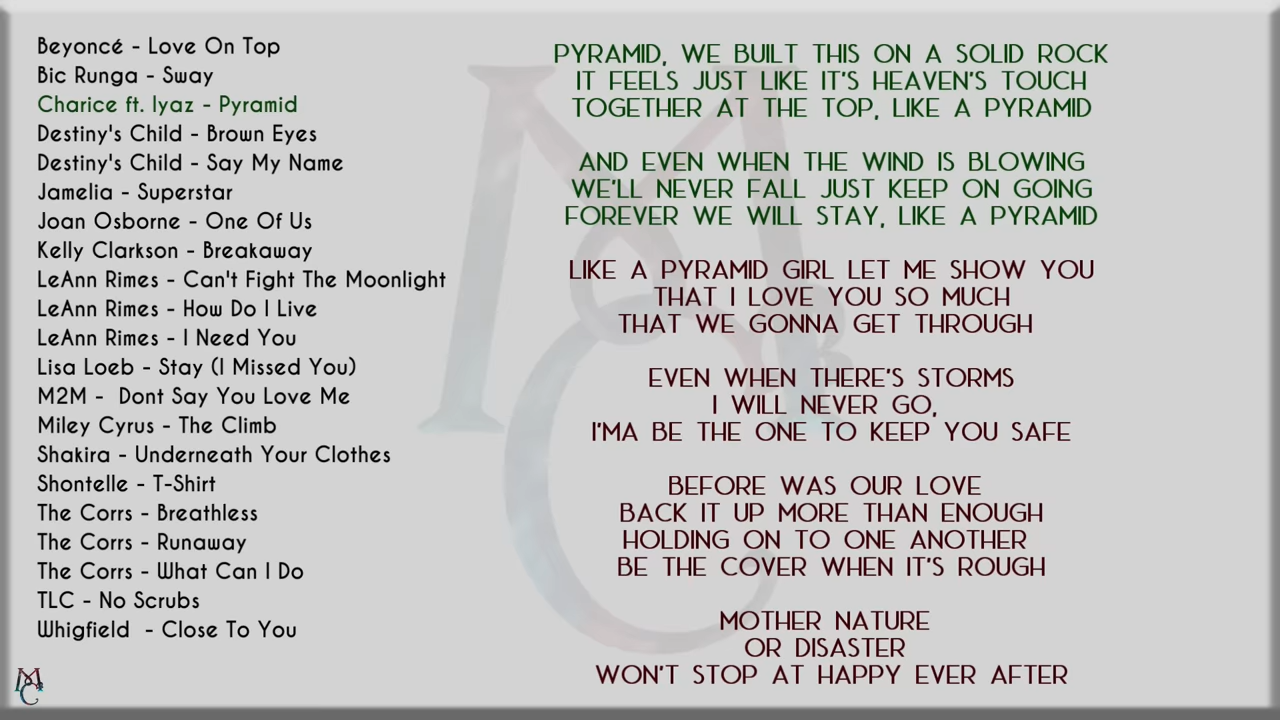 Beyoncé - Love On Top
Bic Runga - Sway
Charice ft. Iyaz - Pyramid
Destiny's Child - Brown Eyes
Destiny's Child - Say My Name
Jamelia - Superstar
Joan Osborne - One Of Us
Kelly Clarkson - Breakaway
LeAnn Rimes - Can't Fight The Moonlight
LeAnn Rimes - How Do I Live
LeAnn Rimes - I Need You
Lisa Loeb - Stay (I Missed You)
M2M -  Dont Say You Love Me
Miley Cyrus - The Climb
Shakira - Underneath Your Clothes
Shontelle - T-Shirt
The Corrs - Breathless
The Corrs - Runaway
The Corrs - What Can I Do
TLC - No Scrubs
Whigfield  - Close To You
PYRAMID, WE BUILT THIS ON A SOLID ROCK
IT FEELS JUST LIKE IT'S HEAVEN'S TOUCH
TOGETHER AT THE TOP, LIKE A PYRAMID
AND EVEN WHEN THE WIND IS BLOWING
WE'LL NEVER FALL JUST KEEP ON GOING
FOREVER WE WILL STAY, LIKE A PYRAMID
LIKE A PYRAMID GIRL LET ME SHOW YOU
THAT I LOVE YOU SO MUCH
THAT WE GONNA GET THROUGH
EVEN WHEN THERE'S STORMS
I WILL NEVER GO,
I'MA BE THE ONE TO KEEP YOU SAFE
BEFORE WAS OUR LOVE
BACK IT UP MORE THAN ENOUGH
HOLDING ON TO ONE ANOTHER
BE THE COVER WHEN IT'S ROUGH
MOTHER NATURE
OR DISASTER
WON'T STOP AT HAPPY EVER AFTER